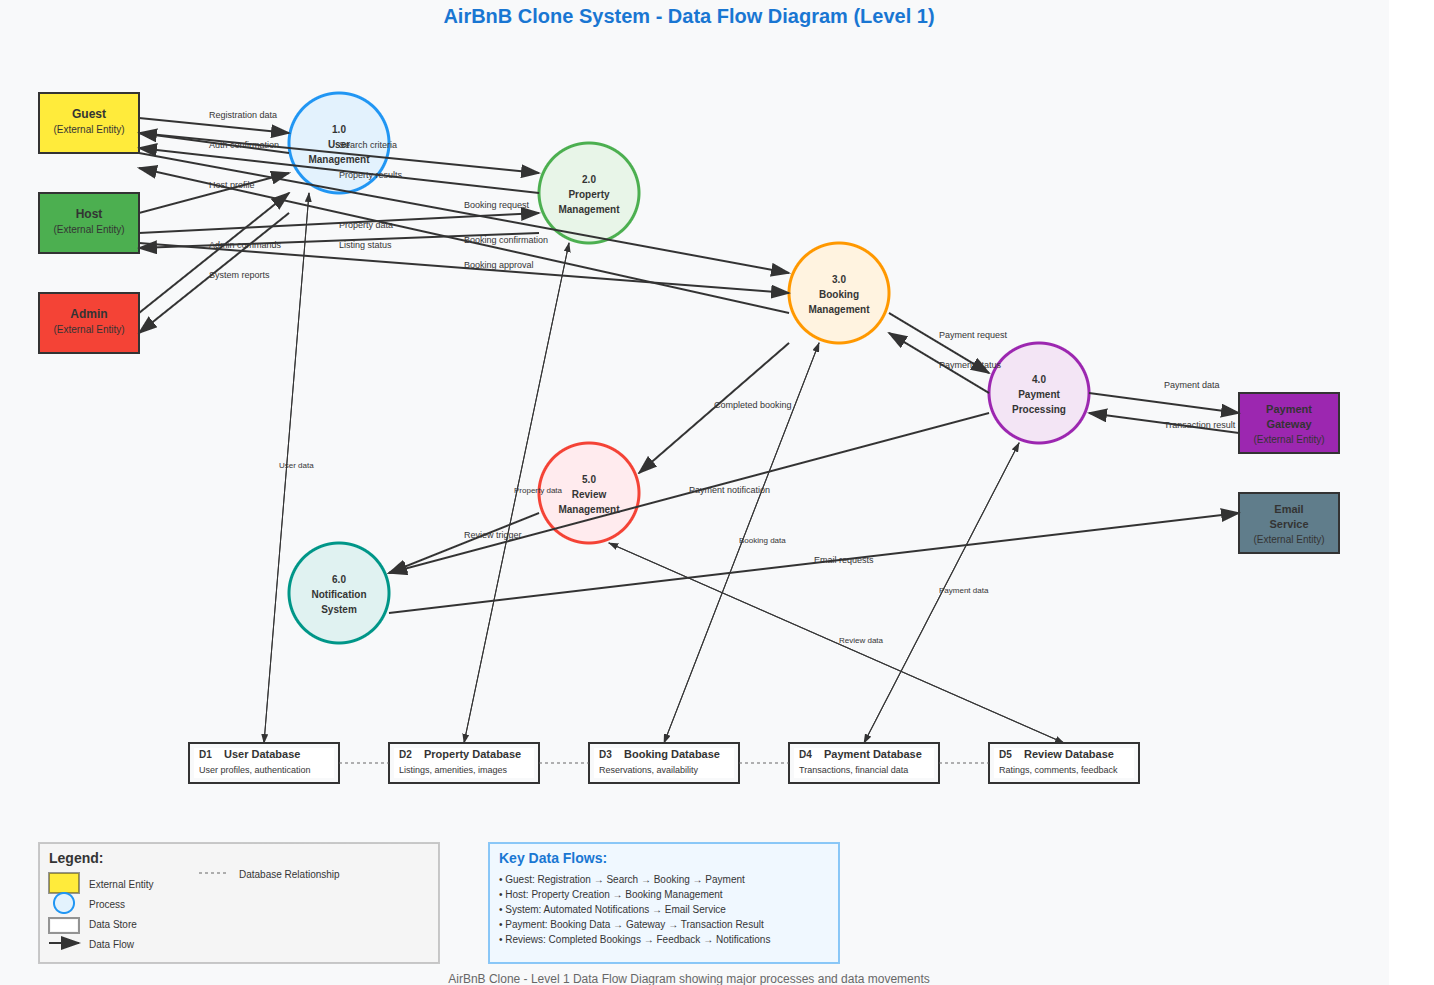 AirBnB Clone System - Data Flow Diagram (Level 1)
Guest
(External Entity)
Host
(External Entity)
Admin
(External Entity)
Registration data
Auth confirmation
Host profile
Admin commands
System reports
1.0
User
Management
Search criteria
Property results
Property data
Listing status
2.0
Property
Management
Booking request
Booking confirmation
Booking approval
3.0
Booking
Management
Payment request
Payment status
4.0
Payment
Processing
Payment data
Transaction result
Payment
Gateway
(External Entity)
Completed booking
User data
5.0
Review
Management
Property data
Payment notification
Review trigger
Booking data
Email requests
Email
Service
(External Entity)
6.0
Notification
System
Payment data
Review data
D1 User Database
User profiles, authentication
D2 Property Database
Listings, amenities, images
D3 Booking Database
Reservations, availability
D4 Payment Database
Transactions, financial data
D5 Review Database
Ratings, comments, feedback
Legend:
External Entity
Process
Data Store
Data Flow
Database Relationship
Key Data Flows:
• Guest: Registration → Search → Booking → Payment
• Host: Property Creation → Booking Management
• System: Automated Notifications → Email Service
• Payment: Booking Data → Gateway → Transaction Result
• Reviews: Completed Bookings → Feedback → Notifications
AirBnB Clone - Level 1 Data Flow Diagram showing major processes and data movements